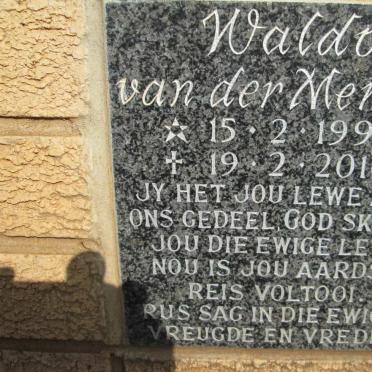 Waldo
van der Mer
15 · 2 · 199
19 · 2 · 201
JY HET JOU LEWE
ONS GEDEEL, GOD SK
JOU DIE EWIGE LE
NOU IS JOU AARDS
REIS VOLTOOI.
RUS SAG IN DIE EWI
VREUGDE EN VREDE